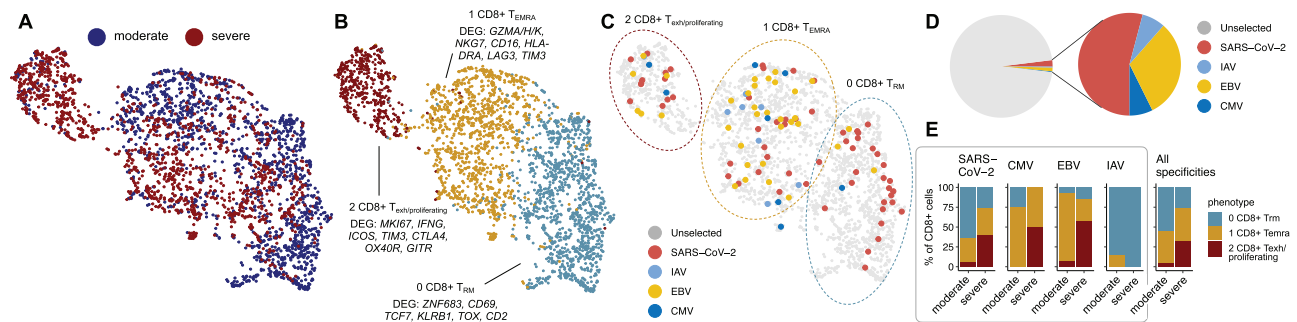 A
moderate
severe
B
1 CD8+ TEMRA
DEG: GZMA/H/K,
NKG7, CD16, HLA-
DRA, LAG3, TIM3
2 CD8+ Texh/proliferating
DEG: MKI67, IFNG,
ICOS, TIM3, CTLA4,
OX40R, GITR
0 CD8+ TRM
DEG: ZNF683, CD69,
TCF7, KLRB1, TOX, CD2
C
2 CD8+ Texh/proliferating
1 CD8+ TEMRA
0 CD8+ TRM
Unselected
SARS–CoV–2
IAV
EBV
CMV
D
Unselected
SARS–CoV–2
IAV
EBV
CMV
E
SARS–
CoV–2
CMV
EBV
IAV
All
specificities
% of CD8+ cells
100
75
50
25
0
moderate
severe
moderate
severe
moderate
severe
moderate
severe
moderate
severe
phenotype
0 CD8+ Trm
1 CD8+ Temra
2 CD8+ Texh/
proliferating